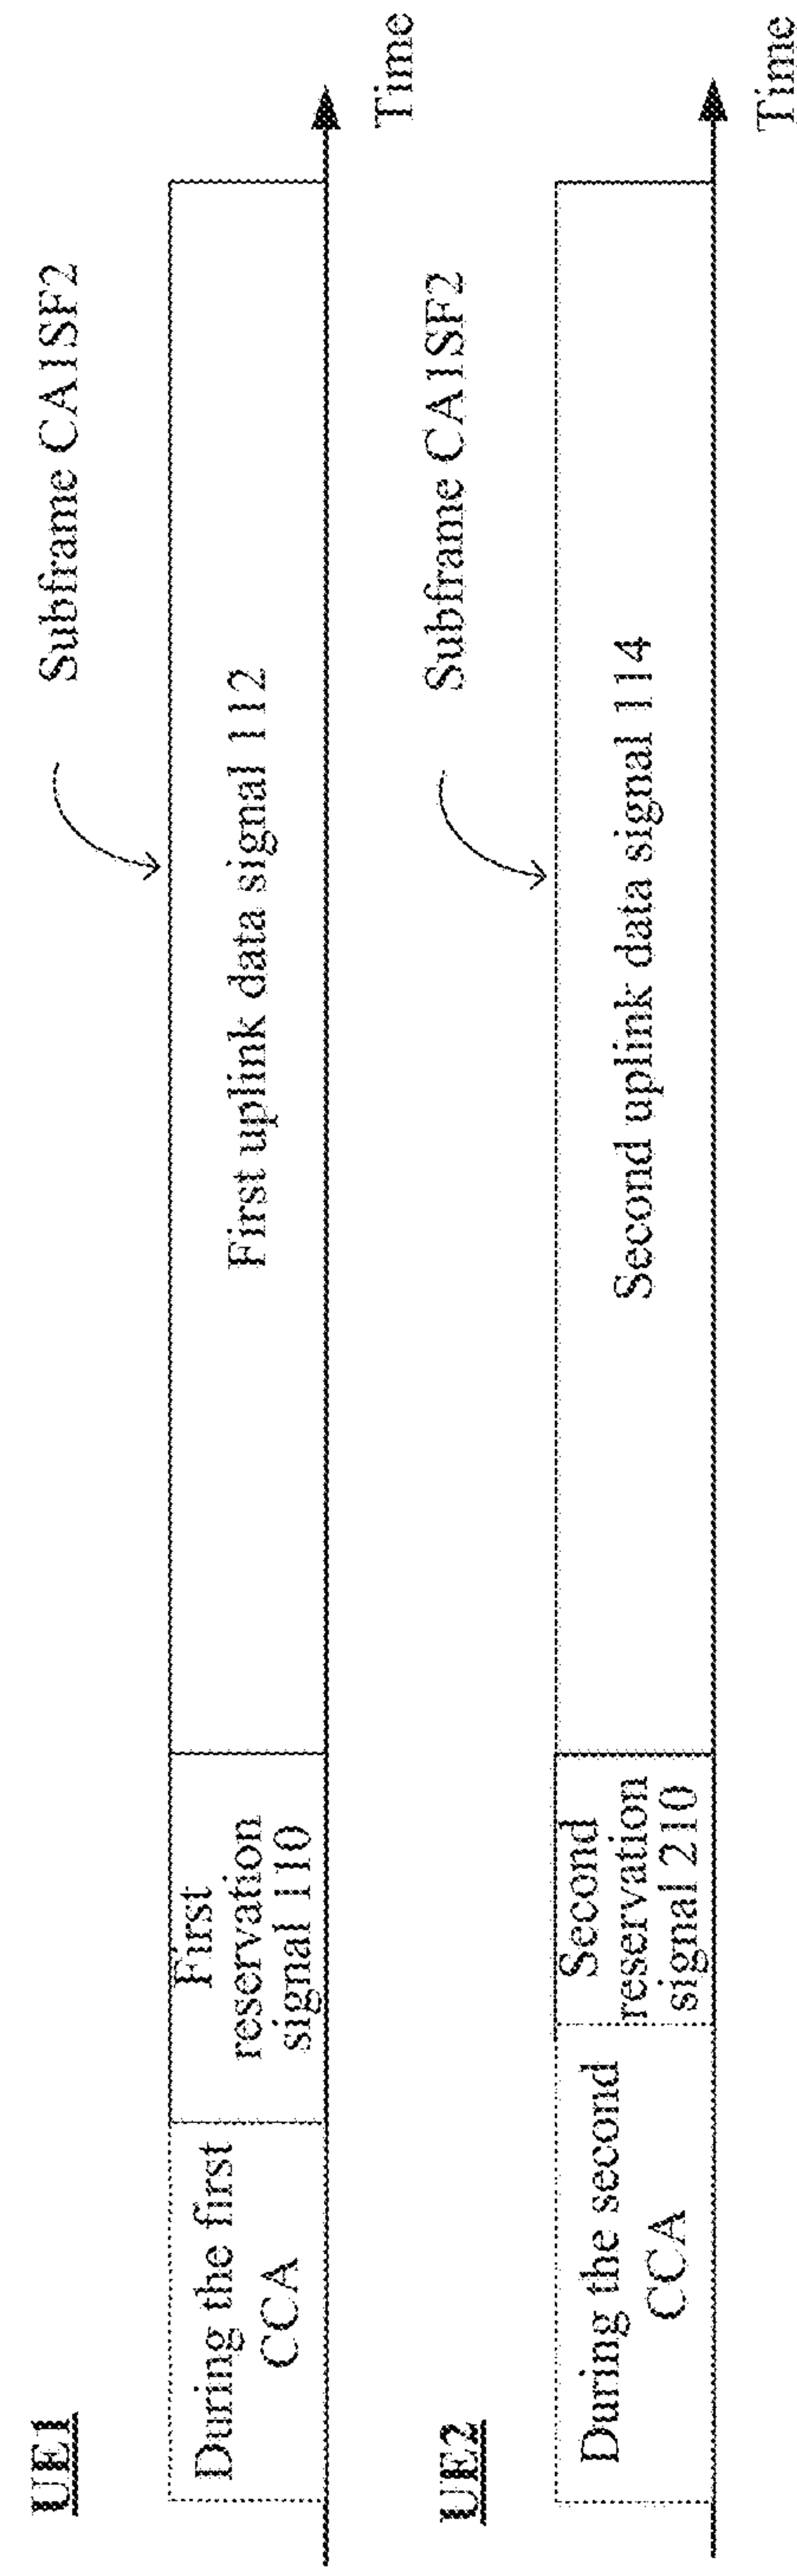 UE1
Subframe CA1SF2
During the first
CCA
First
reservation
signal 110
First uplink data signal 112
Time
UE2
Subframe CA1SF2
During the second
CCA
Second
reservation
signal 210
Second uplink data signal 114
Time